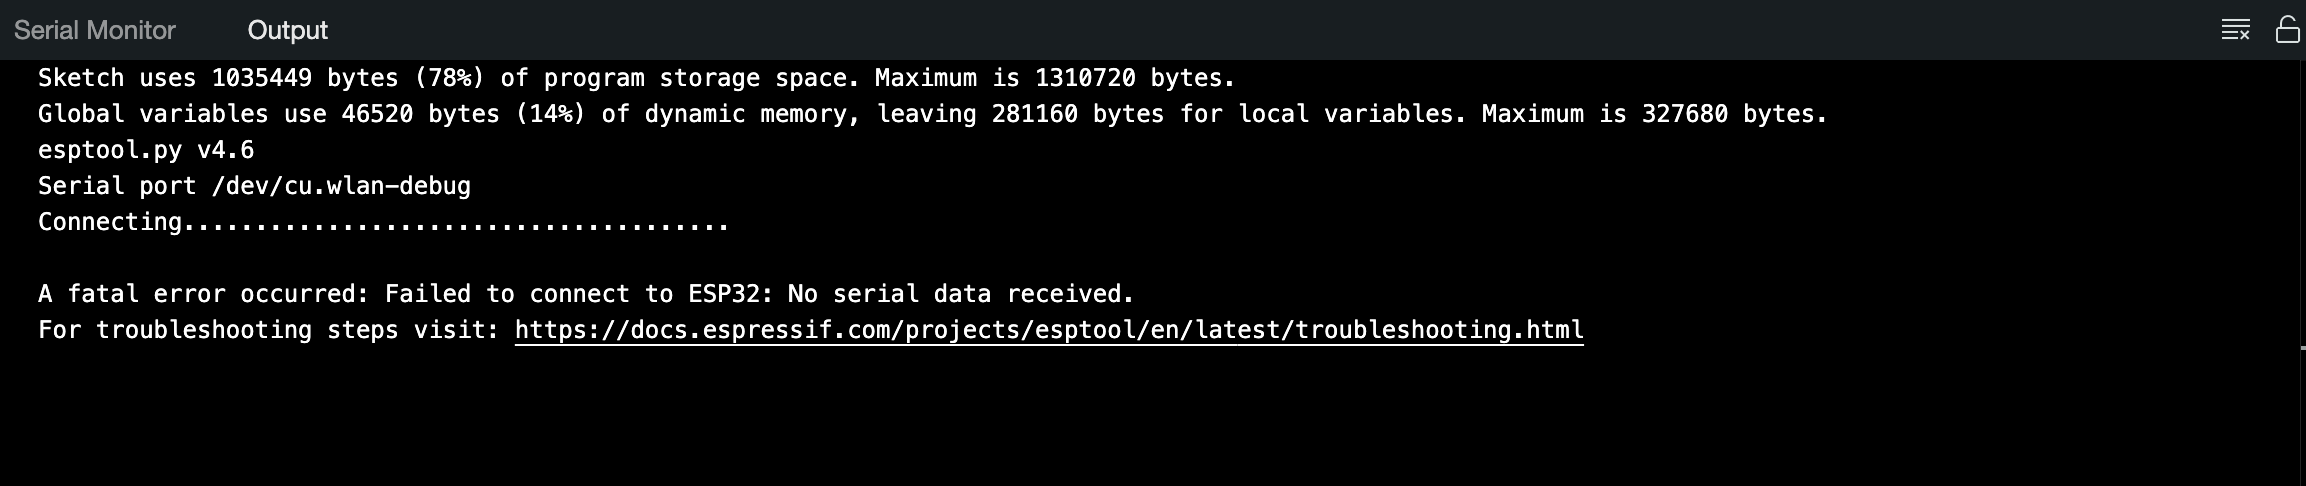 Serial Monitor Output
Sketch uses 1035449 bytes (78%) of program storage space. Maximum is 1310720 bytes.
Global variables use 46520 bytes (14%) of dynamic memory, leaving 281160 bytes for local variables. Maximum is 327680 bytes.
esptool.py v4.6
Serial port /dev/cu.wlan-debug
Connecting......................................
A fatal error occurred: Failed to connect to ESP32: No serial data received.
For troubleshooting steps visit: https://docs.espressif.com/projects/esptool/en/latest/troubleshooting.html